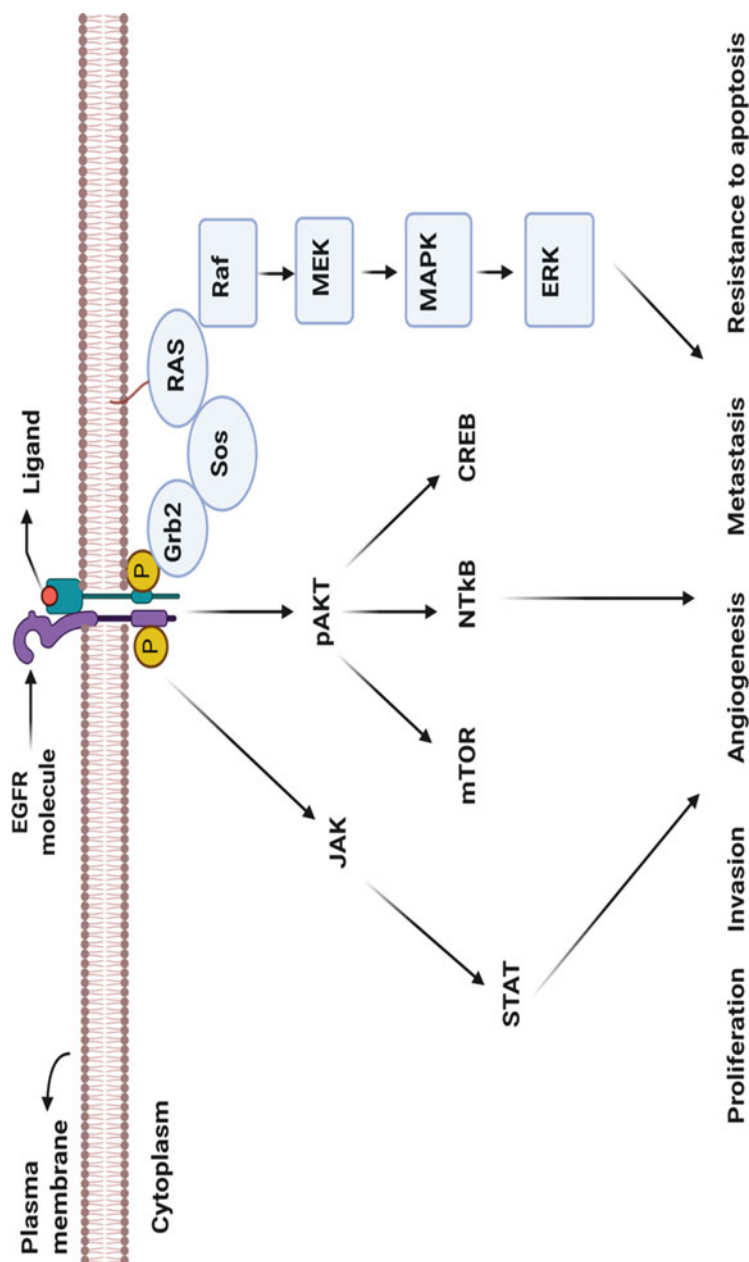 Plasma
membrane
EGFR
molecule
Ligand
Cytoplasm
P
P
Grb2
Sos
RAS
Raf
MEK
MAPK
ERK
JAK
STAT
pAKT
mTOR
NTkB
CREB
Proliferation
Invasion
Angiogenesis
Metastasis
Resistance to apoptosis